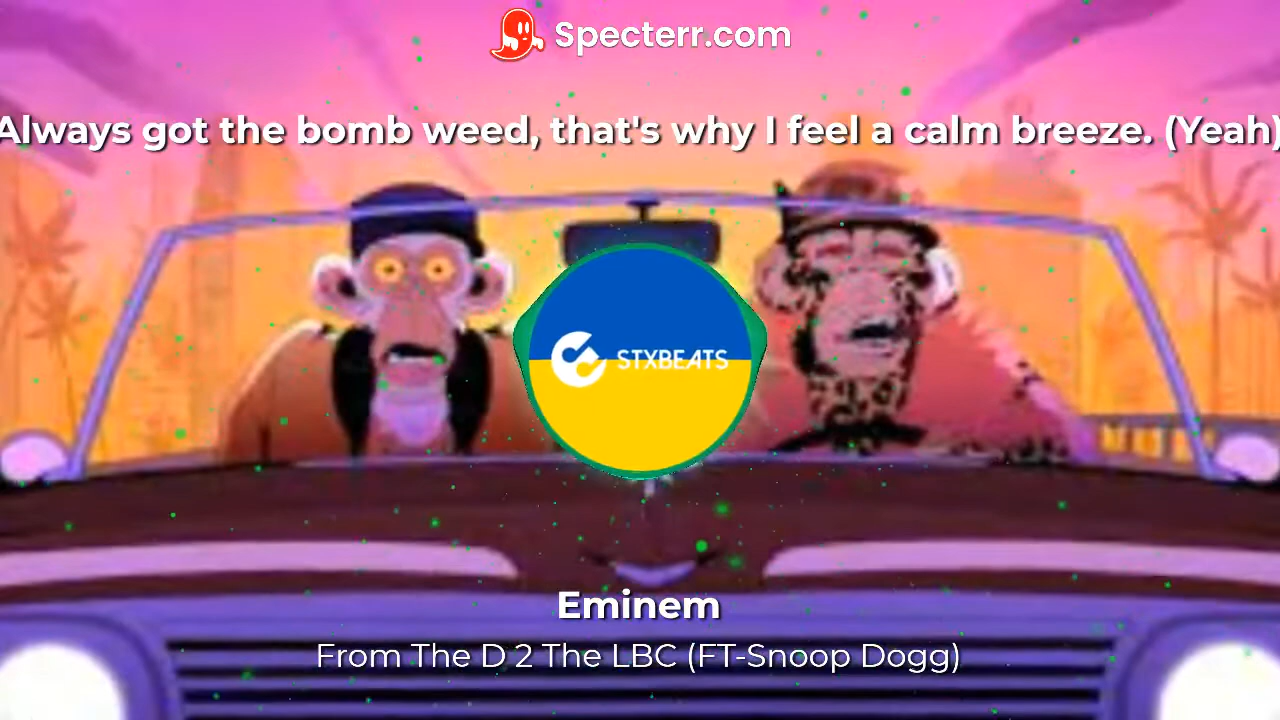 Specterr.com
Always got the bomb weed, that's why I feel a calm breeze. (Yeah)
STXBEATS
Eminem
From The D 2 The LBC (FT-Snoop Dogg)